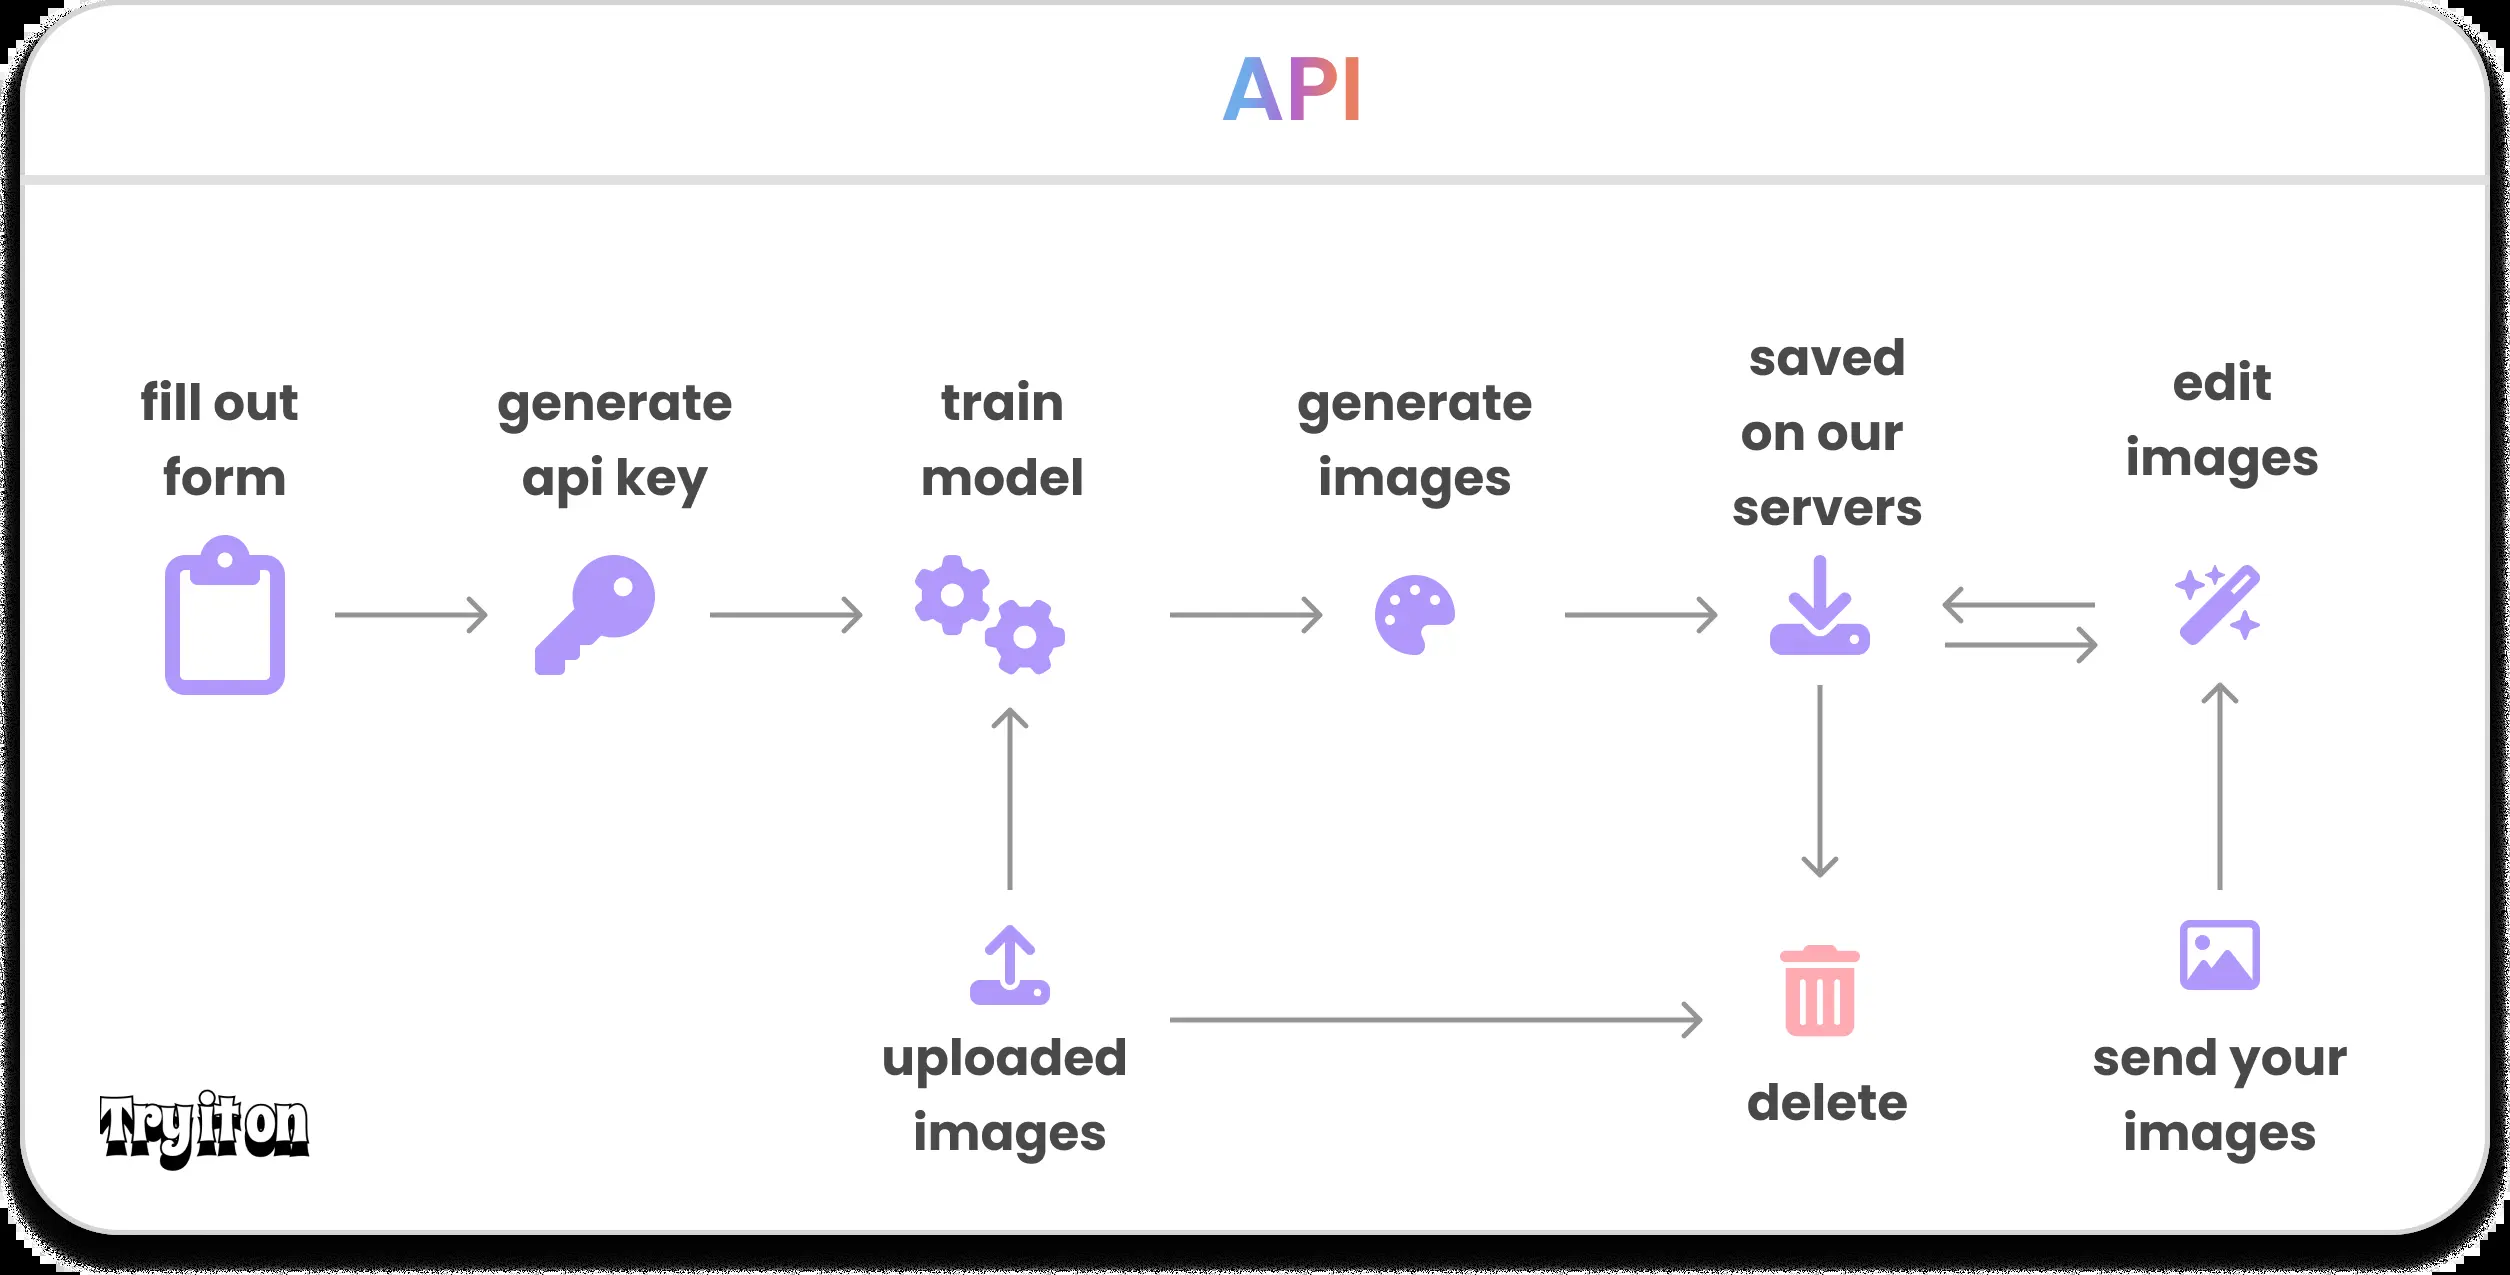 API
fill out
form
generate
api key
train
model
generate
images
saved
on our
servers
edit
images
uploaded
images
delete
send your
images
Tryiton